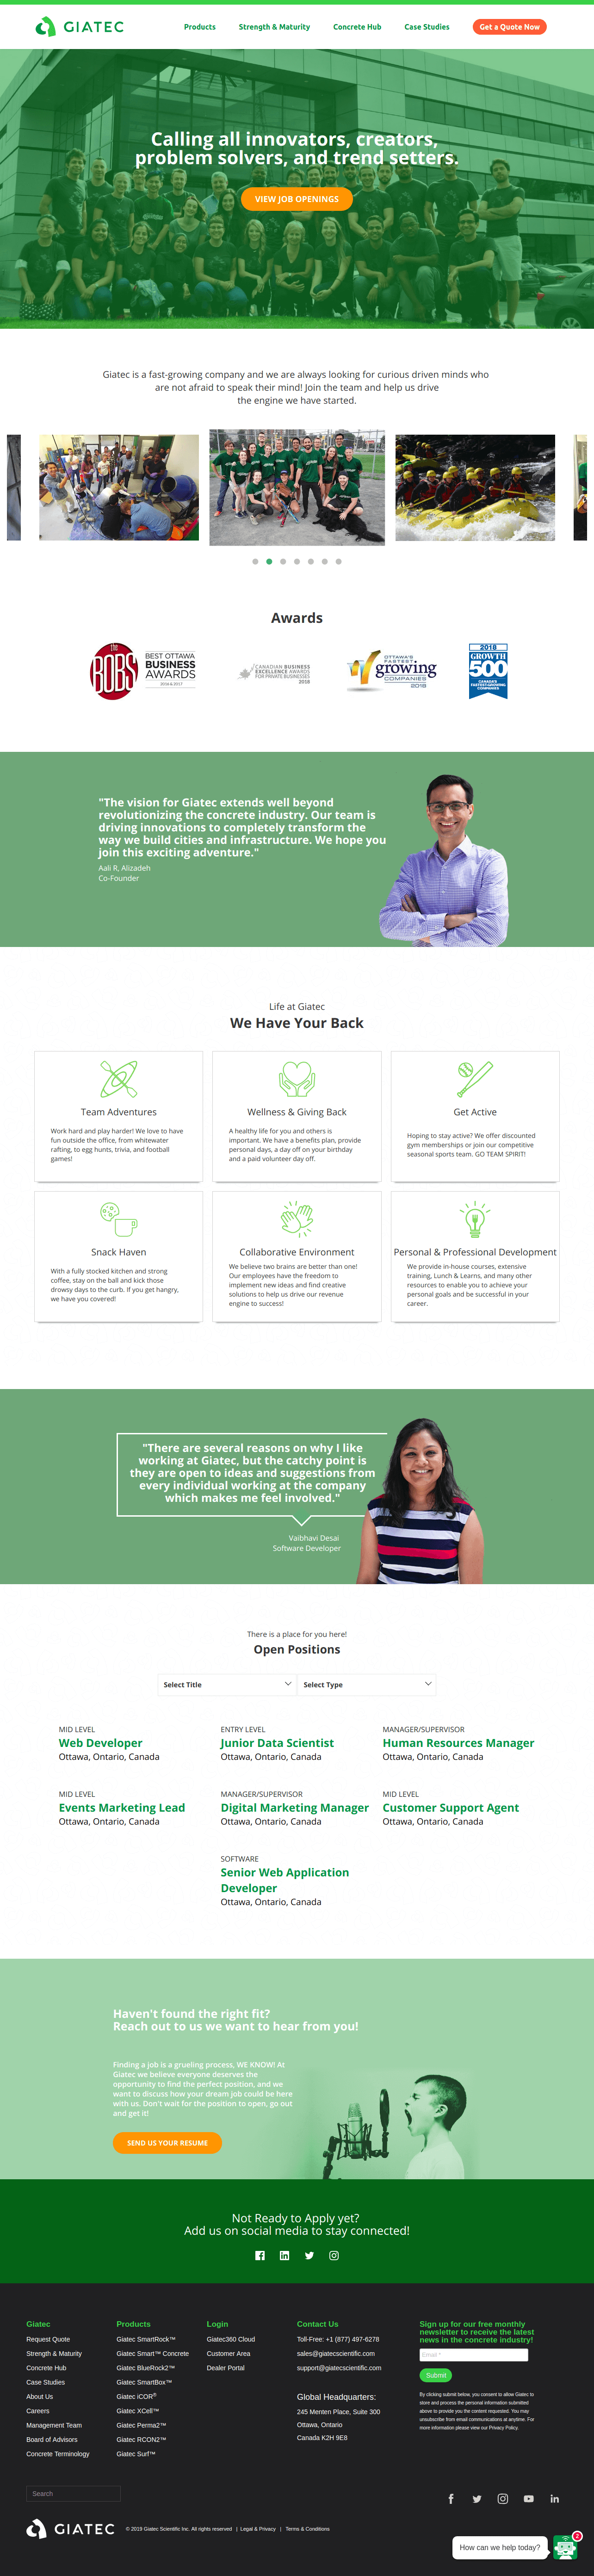 GIATEC
Products
Strength & Maturity
Concrete Hub
Case Studies
Get a Quote Now
Calling all innovators, creators,
problem solvers, and trend setters.
VIEW JOB OPENINGS
Giatec is a fast-growing company and we are always looking for curious driven minds who
are not afraid to speak their mind! Join the team and help us drive
the engine we have started.
Awards
THE BOBS
BEST OTTAWA
BUSINESS
AWARDS
2016 & 2017
CANADIAN BUSINESS
EXCELLENCE AWARDS
FOR PRIVATE BUSINESSES
2018
OTTAWA'S
FASTEST
growing
COMPANIES
2018
2018
GROWTH
500
CANADA'S
FASTEST-GROWING
COMPANIES
"The vision for Giatec extends well beyond
revolutionizing the concrete industry. Our team is
driving innovations to completely transform the
way we build cities and infrastructure. We hope you
join this exciting adventure."
Aali R, Alizadeh
Co-Founder
Life at Giatec
We Have Your Back
Team Adventures
Work hard and play harder! We love to have
fun outside the office, from whitewater
rafting, to egg hunts, trivia, and football
games!
Wellness & Giving Back
A healthy life for you and others is
important. We have a benefits plan, provide
personal days, a day off on your birthday
and a paid volunteer day off.
Get Active
Hoping to stay active? We offer discounted
gym memberships or join our competitive
seasonal sports team. GO TEAM SPIRIT!
Snack Haven
With a fully stocked kitchen and strong
coffee, stay on the ball and kick those
drowsy days to the curb. If you get hangry,
we have you covered!
Collaborative Environment
We believe two brains are better than one!
Our employees have the freedom to
implement new ideas and find creative
solutions to help us drive our revenue
engine to success!
Personal & Professional Development
We provide in-house courses, extensive
training, Lunch & Learns, and many other
resources to enable you to achieve your
personal goals and be successful in your
career.
"There are several reasons on why I like
working at Giatec, but the catchy point is
they are open to ideas and suggestions from
every individual working at the company
which makes me feel involved."
Vaibhavi Desai
Software Developer
There is a place for you here!
Open Positions
Select Title
Select Type
MID LEVEL
Web Developer
Ottawa, Ontario, Canada
ENTRY LEVEL
Junior Data Scientist
Ottawa, Ontario, Canada
MANAGER/SUPERVISOR
Human Resources Manager
Ottawa, Ontario, Canada
MID LEVEL
Events Marketing Lead
Ottawa, Ontario, Canada
MANAGER/SUPERVISOR
Digital Marketing Manager
Ottawa, Ontario, Canada
MID LEVEL
Customer Support Agent
Ottawa, Ontario, Canada
SOFTWARE
Senior Web Application
Developer
Ottawa, Ontario, Canada
Haven't found the right fit?
Reach out to us we want to hear from you!
Finding a job is a grueling process, WE KNOW! At
Giatec we believe everyone deserves the
opportunity to find the perfect position, and we
want to discuss how your dream job could be here
with us. Don't wait for the position to open, go out
and get it!
SEND US YOUR RESUME
Not Ready to Apply yet?
Add us on social media to stay connected!
Giatec
Request Quote
Strength & Maturity
Concrete Hub
Case Studies
About Us
Careers
Management Team
Board of Advisors
Concrete Terminology
Products
Giatec SmartRock™
Giatec Smart™ Concrete
Giatec BlueRock2™
Giatec SmartBox™
Giatec iCOR®
Giatec XCell™
Giatec Perma2™
Giatec RCON2™
Giatec Surf™
Login
Giatec360 Cloud
Customer Area
Dealer Portal
Contact Us
Toll-Free: +1 (877) 497-6278
sales@giatecscientific.com
support@giatecscientific.com
Global Headquarters:
245 Menten Place, Suite 300
Ottawa, Ontario
Canada K2H 9E8
Sign up for our free monthly
newsletter to receive the latest
news in the concrete industry!
Email *
Submit
By clicking submit below, you consent to allow Giatec to
store and process the personal information submitted
above to provide you the content requested. You may
unsubscribe from email communications at anytime. For
more information please view our Privacy Policy.
Search
GIATEC
© 2019 Giatec Scientific Inc. All rights reserved | Legal & Privacy | Terms & Conditions
How can we help today?
2